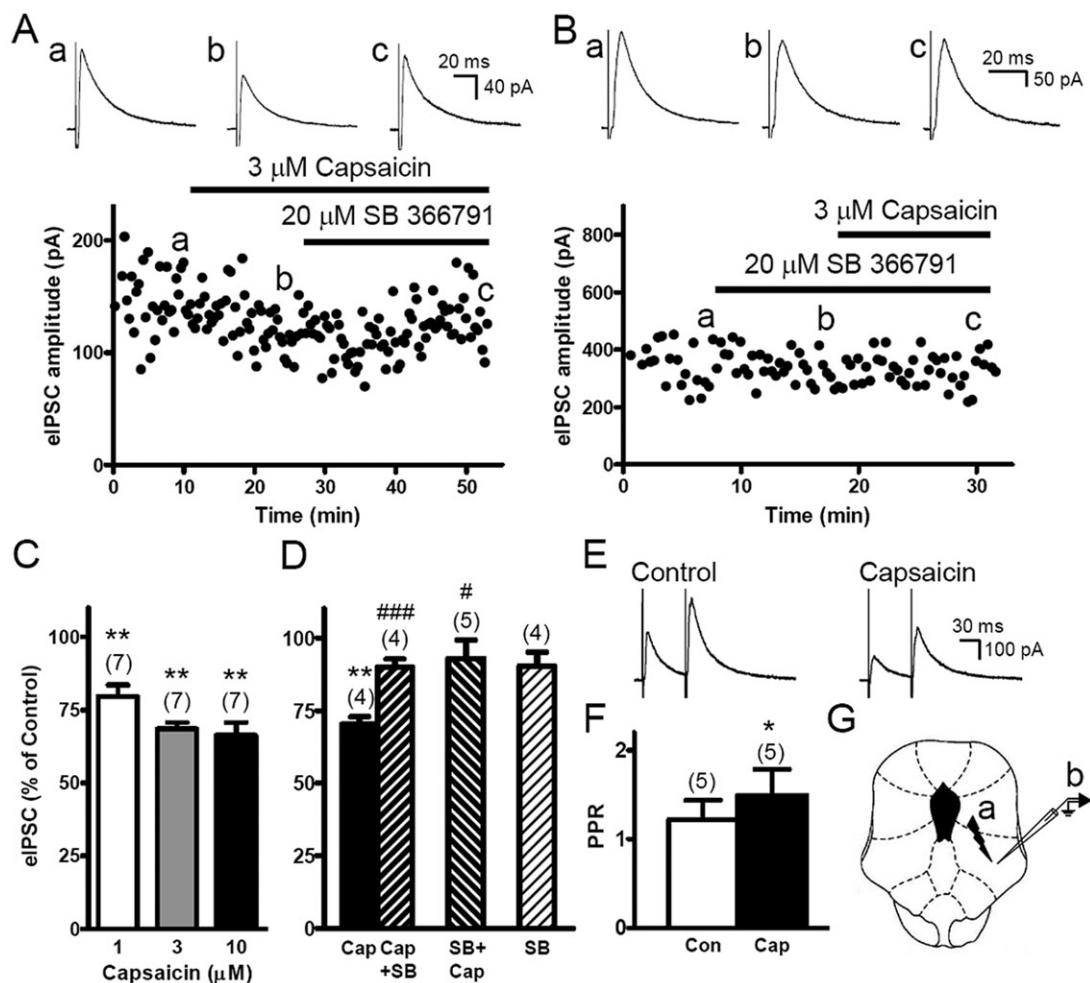 A
a
b
c
20 ms
40 pA
3 μM Capsaicin
20 μM SB 366791
a
b
c
eIPSC amplitude (pA)
200
100
0
0 10 20 30 40 50
Time (min)
B
a
b
c
20 ms
50 pA
3 μM Capsaicin
20 μM SB 366791
a
b
c
eIPSC amplitude (pA)
800
600
400
200
0
0 10 20 30
Time (min)
C
eIPSC (% of Control)
100
75
50
25
0
**
(7)
**
(7)
**
(7)
1 3 10
Capsaicin (μM)
D
100
75
50
25
0
**
(4)
###
(4)
#
(5)
(4)
Cap Cap SB+ SB
+SB Cap
E
Control
Capsaicin
30 ms
100 pA
F
PPR
2
1
0
(5)
*
(5)
Con Cap
G
a
b